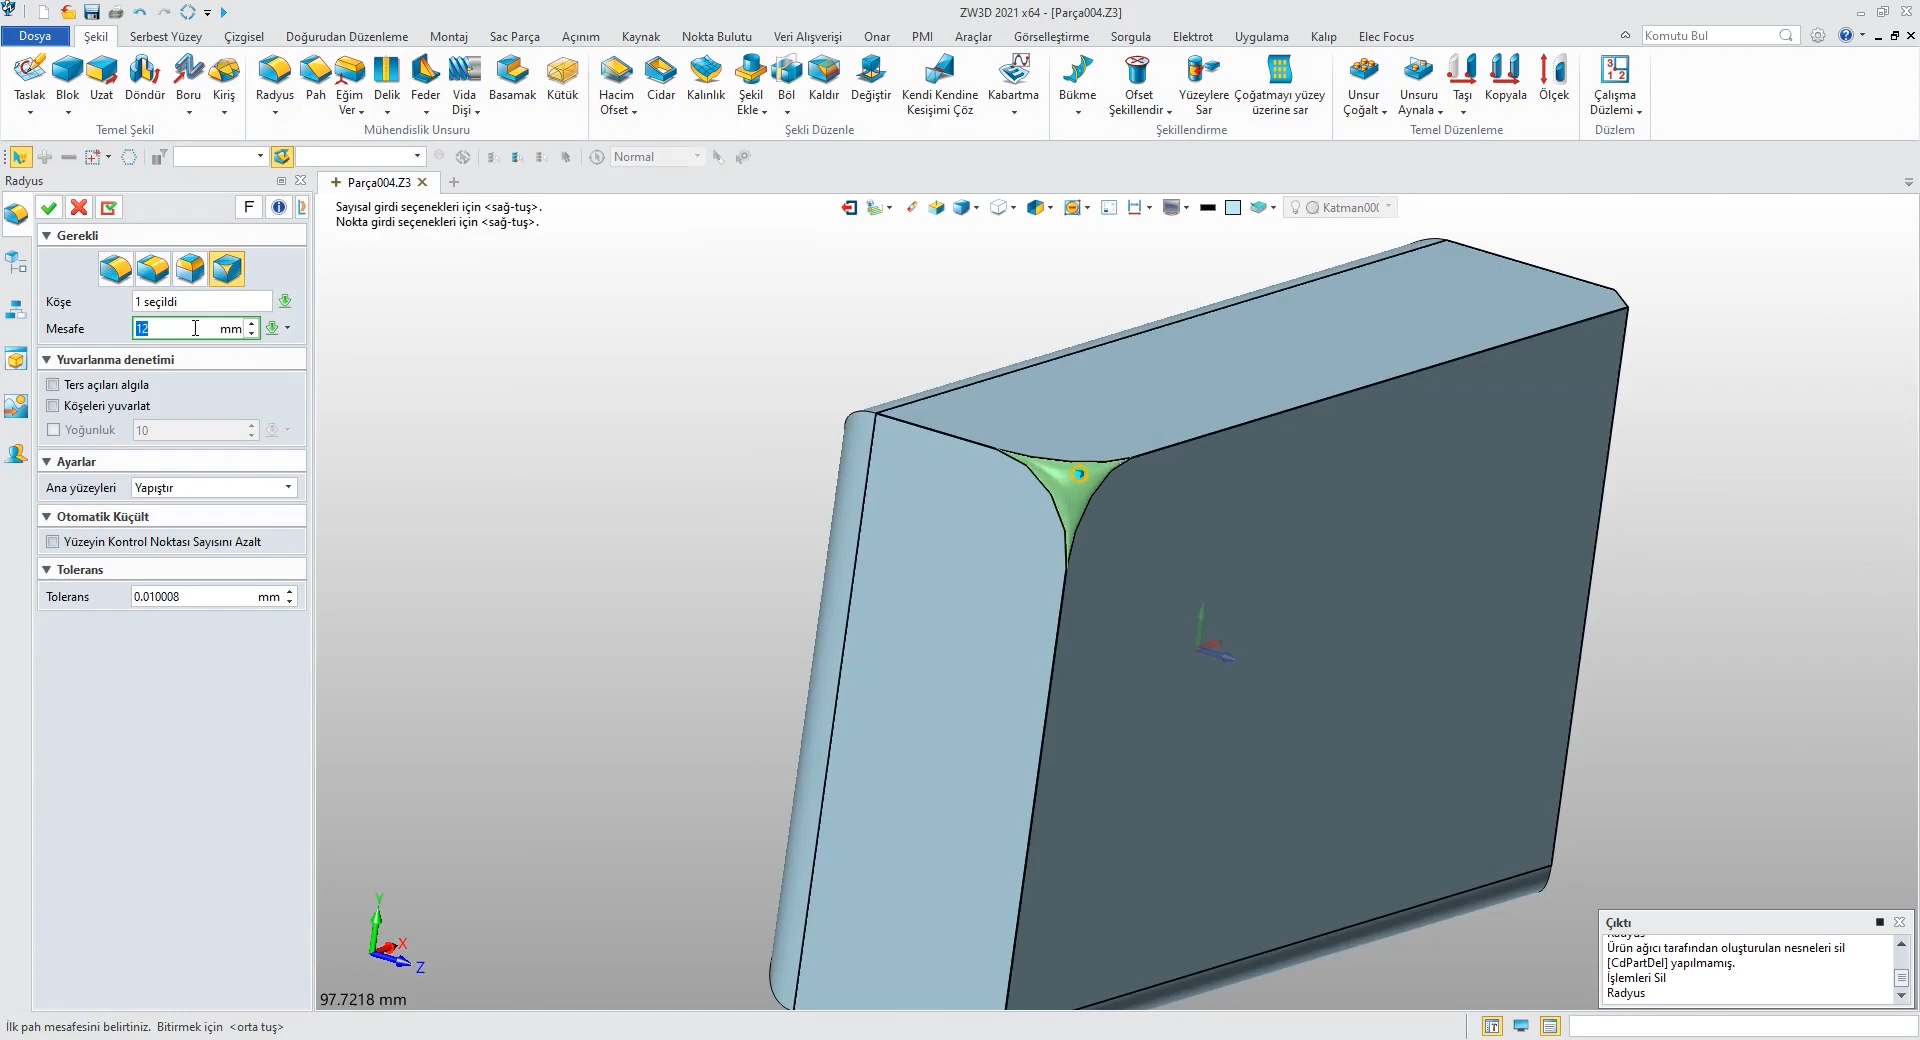 ZW3D 2021 x64 - [Parça004.Z3]
Dosya Şekil Serbest Yüzey Çizgisel Doğurudan Düzenleme Montaj Sac Parça Açınım Kaynak Nokta Bulutu Veri Alışverişi Onar PMI Araçlar Görselleştirme Sorgula Elektrot Uygulama Kalıp Elec Focus Komutu Bul
Taslak Blok Uzat Döndür Boru Kiriş Radyus Pah Eğim Ver Delik Feder Vida Dişi Basamak Kütük Hacim Ofset Cidar Kalınlık Şekil Ekle Böl Kaldır Değiştir Kendi Kendine Kesişimi Çöz Kabartma Bükme Ofset Şekillendir Yüzeylere Sar Çoğatmayı yüzey üzerine sar Unsur Çoğalt Unsuru Aynala Taşı Kopyala Ölçek Çalışma Düzlemi
Temel Şekil Mühendislik Unsuru Şekli Düzenle Şekillendirme Temel Düzenleme Düzlem
Normal
Radyus
Parça004.Z3
F
Sayısal girdi seçenekleri için <sağ-tuş>.
Nokta girdi seçenekleri için <sağ-tuş>.
Katman000
Gerekli
Köşe 1 seçildi
Mesafe 12 mm
Yuvarlanma denetimi
Ters açıları algıla
Köşeleri yuvarlat
Yoğunluk 10
Ayarlar
Ana yüzeyleri Yapıştır
Otomatik Küçült
Yüzeyin Kontrol Noktası Sayısını Azalt
Tolerans
Tolerans 0.010008 mm
Y
X
Z
97.7218 mm
Çıktı
Radyus
Ürün ağıcı tarafından oluşturulan nesneleri sil
[CdPartDel] yapılmamış.
İşlemleri Sil
Radyus
İlk pah mesafesini belirtiniz. Bitirmek için <orta tuş>